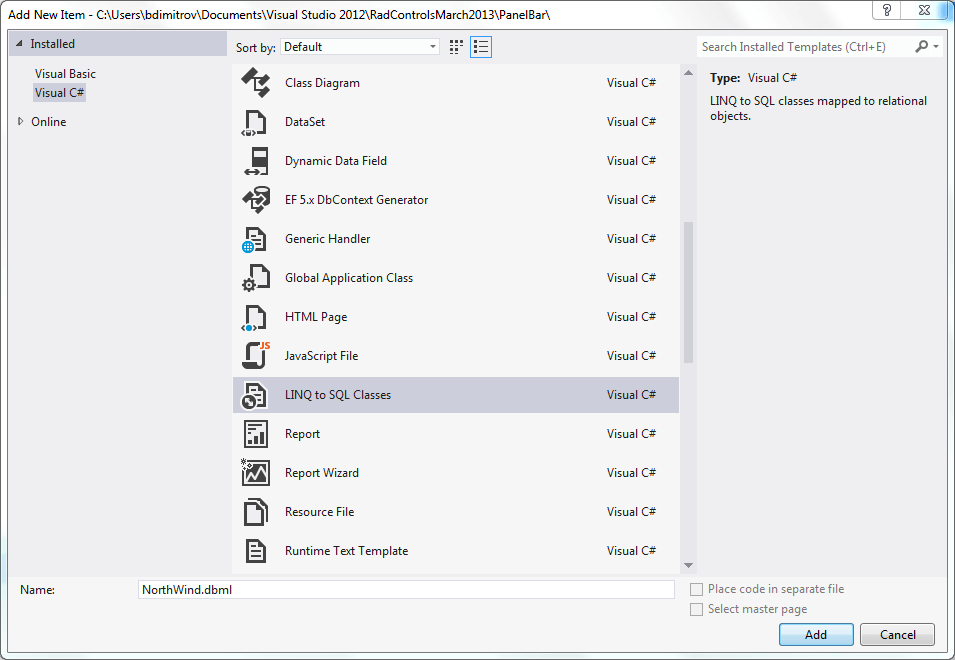 Add New Item - C:\Users\bdimitrov\Documents\Visual Studio 2012\RadControlsMarch2013\PanelBar\
?
Installed
Visual Basic
Visual C#
Online
Sort by: Default
Search Installed Templates (Ctrl+E)
Class Diagram Visual C#
DataSet Visual C#
Dynamic Data Field Visual C#
EF 5.x DbContext Generator Visual C#
Generic Handler Visual C#
Global Application Class Visual C#
HTML Page Visual C#
JS
JavaScript File Visual C#
LINQ to SQL Classes Visual C#
Report Visual C#
Report Wizard Visual C#
Resource File Visual C#
Runtime Text Template Visual C#
Type: Visual C#
LINQ to SQL classes mapped to relational
objects.
Name: NorthWind.dbml
Place code in separate file
Select master page
Add Cancel